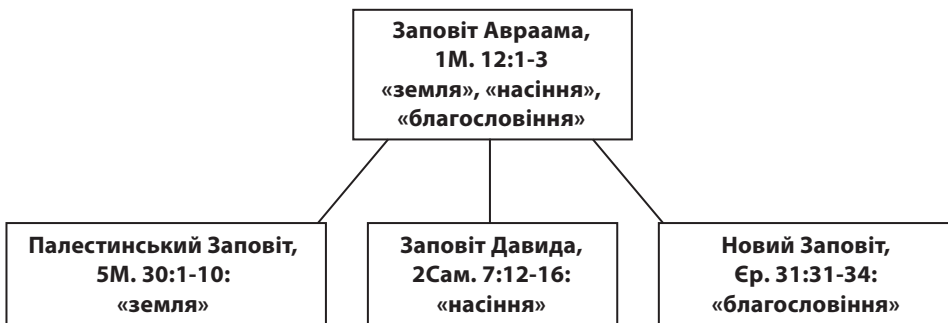 Заповіт Авраама,
1М. 12:1-3
«земля», «насіння»,
«благословіння»
Палестинський Заповіт,
5М. 30:1-10:
«земля»
Заповіт Давида,
2Сам. 7:12-16:
«насіння»
Новий Заповіт,
Єр. 31:31-34:
«благословіння»